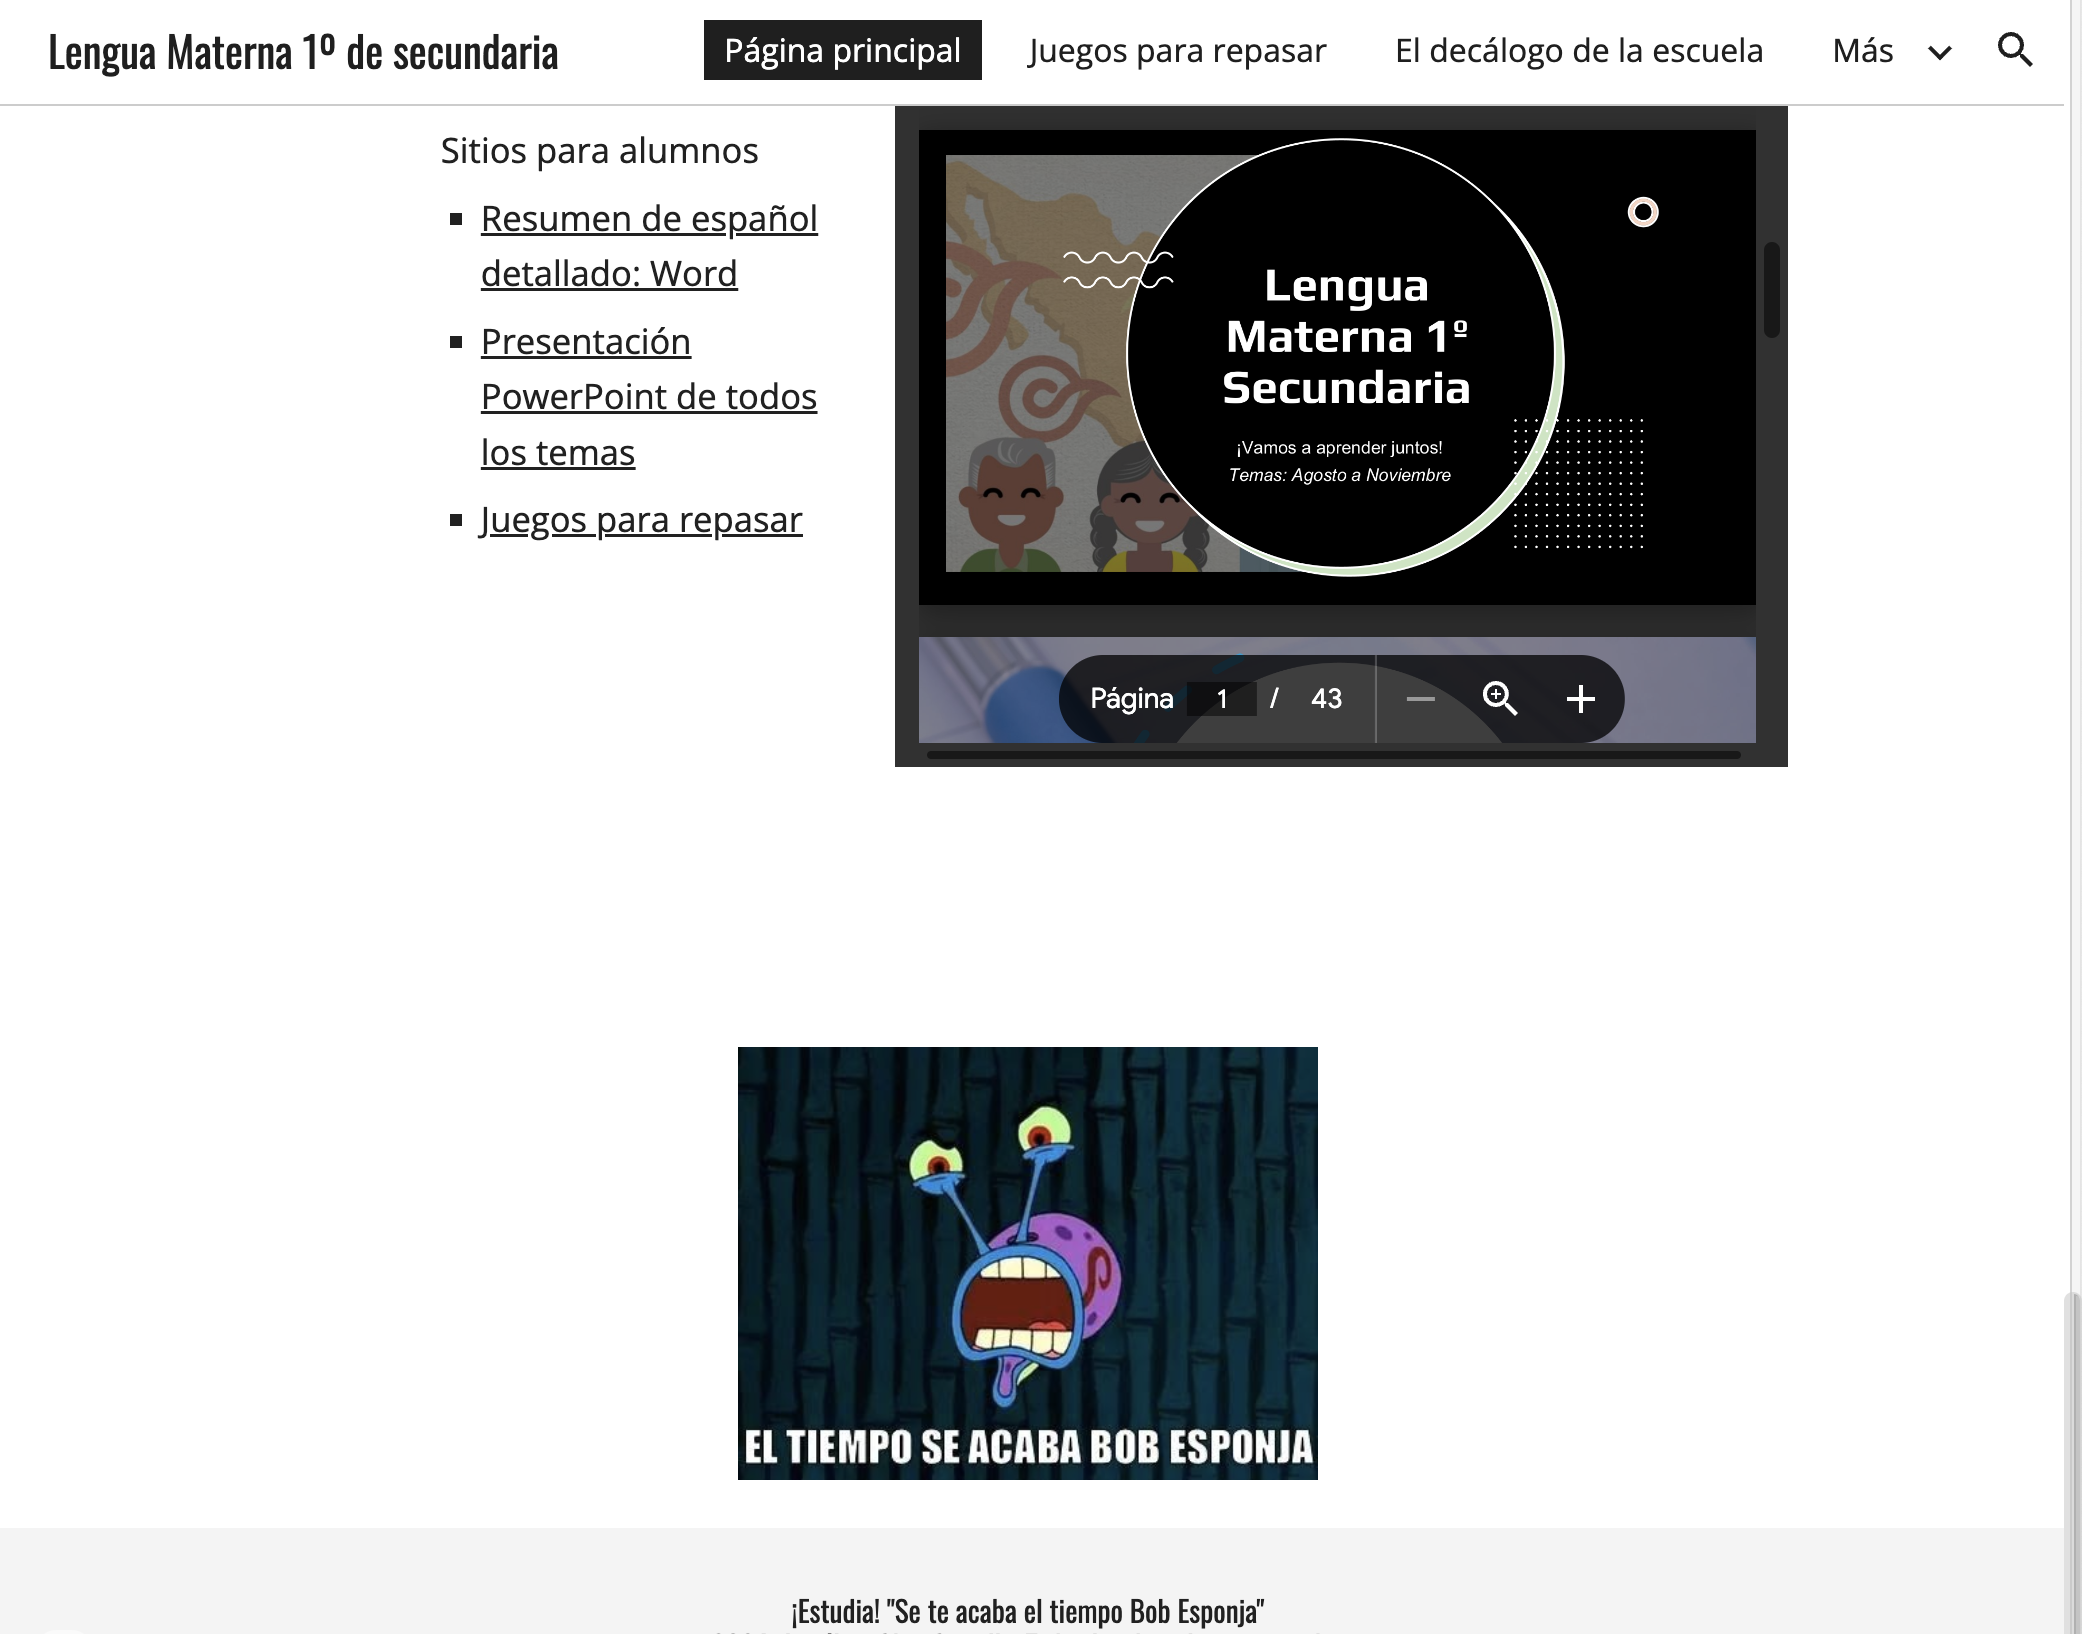 Lengua Materna 1º de secundaria
Página principal
Juegos para repasar
El decálogo de la escuela
Más
Sitios para alumnos
Resumen de español
detallado: Word
Presentación
PowerPoint de todos
los temas
Juegos para repasar
Lengua
Materna 1º
Secundaria
¡Vamos a aprender juntos!
Temas: Agosto a Noviembre
Página 1 / 43
EL TIEMPO SE ACABA BOB ESPONJA
¡Estudia! "Se te acaba el tiempo Bob Esponja"